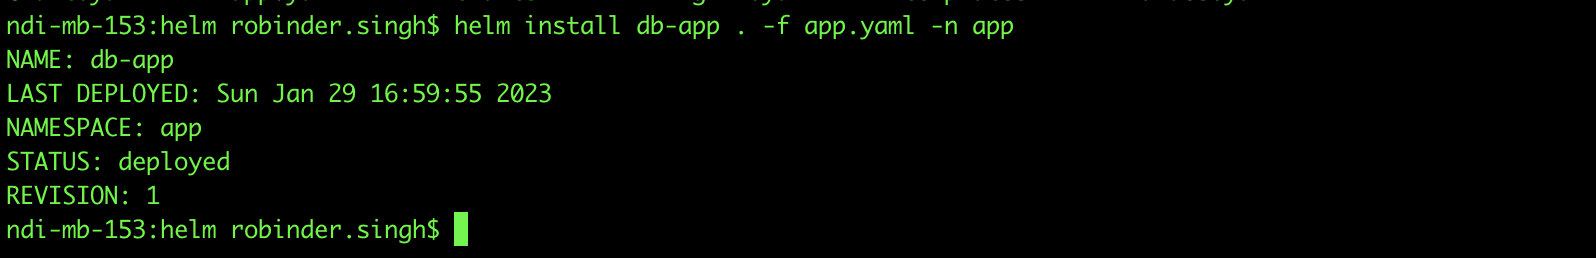 ndi-mb-153:helm robinder.singh$ helm install db-app . -f app.yaml -n app
NAME: db-app
LAST DEPLOYED: Sun Jan 29 16:59:55 2023
NAMESPACE: app
STATUS: deployed
REVISION: 1
ndi-mb-153:helm robinder.singh$